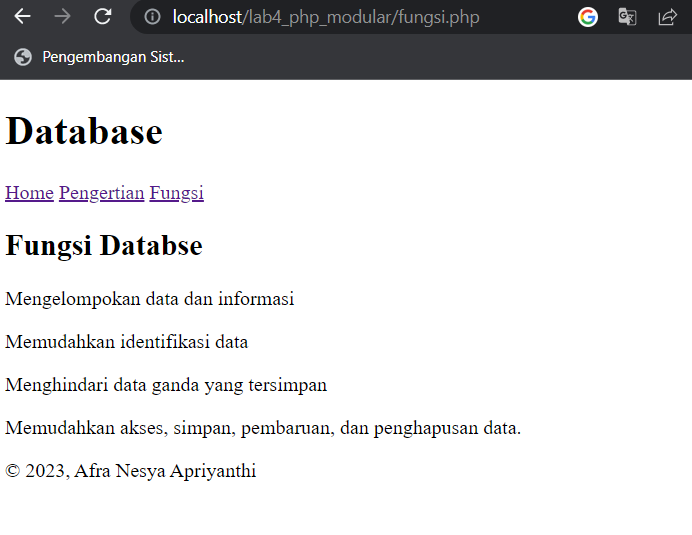 localhost/lab4_php_modular/fungsi.php
Pengembangan Sist...
Database
Home Pengertian Fungsi
Fungsi Databse
Mengelompokan data dan informasi
Memudahkan identifikasi data
Menghindari data ganda yang tersimpan
Memudahkan akses, simpan, pembaruan, dan penghapusan data.
© 2023, Afra Nesya Apriyanthi